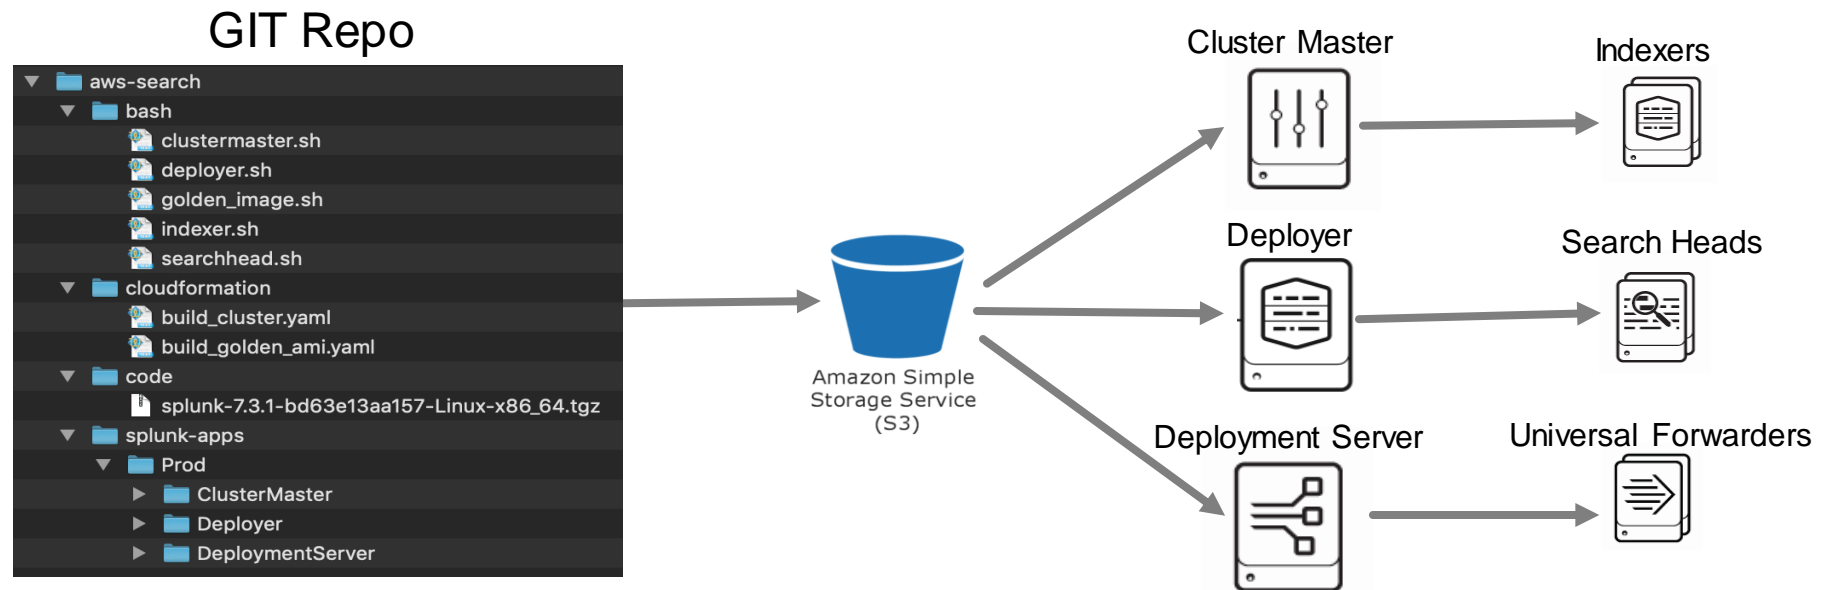 GIT Repo
aws-search
bash
clustermaster.sh
deployer.sh
golden_image.sh
indexer.sh
searchhead.sh
cloudformation
build_cluster.yaml
build_golden_ami.yaml
code
splunk-7.3.1-bd63e13aa157-Linux-x86_64.tgz
splunk-apps
Prod
ClusterMaster
Deployer
DeploymentServer
Amazon Simple
Storage Service
(S3)
Cluster Master
Indexers
Deployer
Search Heads
Deployment Server
Universal Forwarders